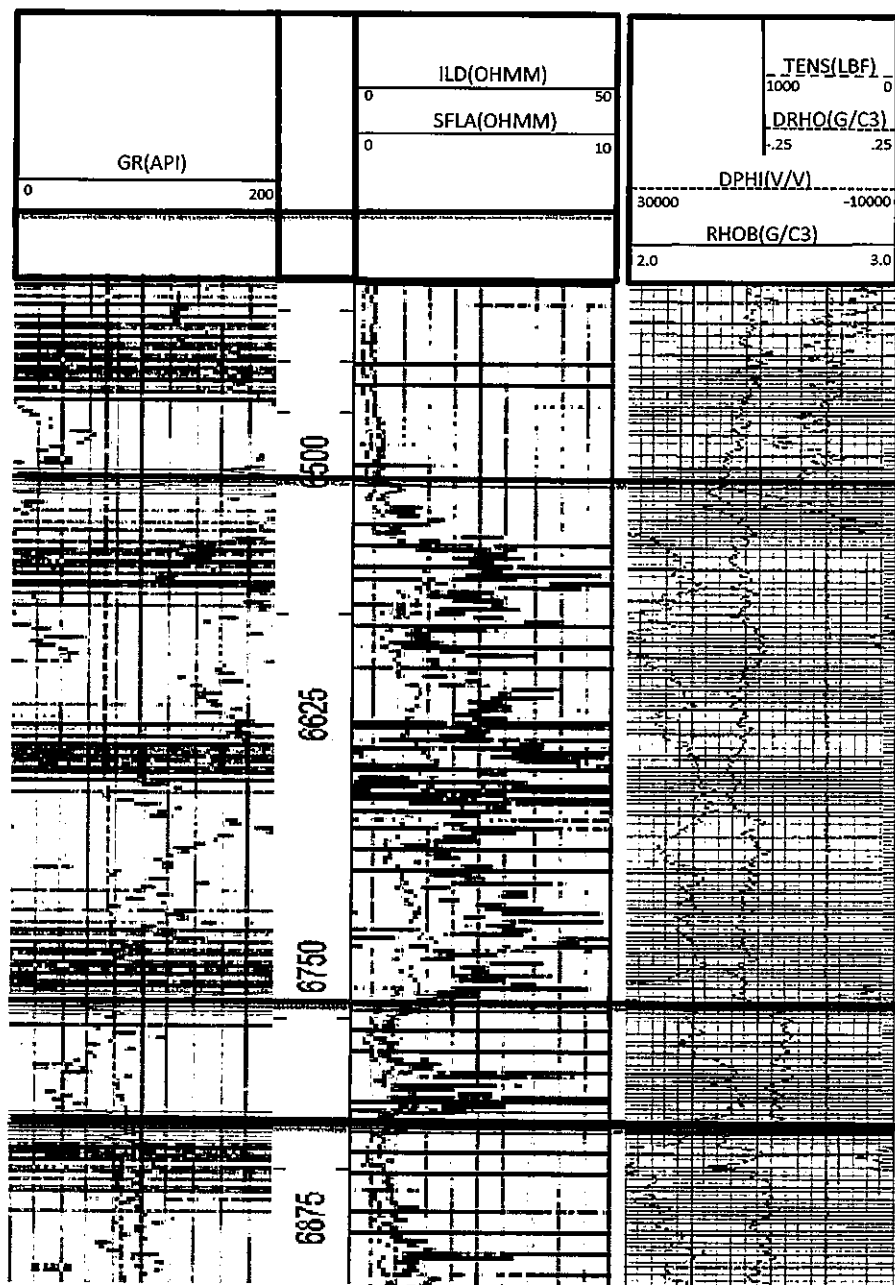 GR(API)
0 200
ILD(OHMM)
0 50
SFLA(OHMM)
0 10
TENS(LBF)
1000 0
DRHO(G/C3)
-.25 .25
DPHI(V/V)
30000 -10000
RHOB(G/C3)
2.0 3.0
6500
6625
6750
6875